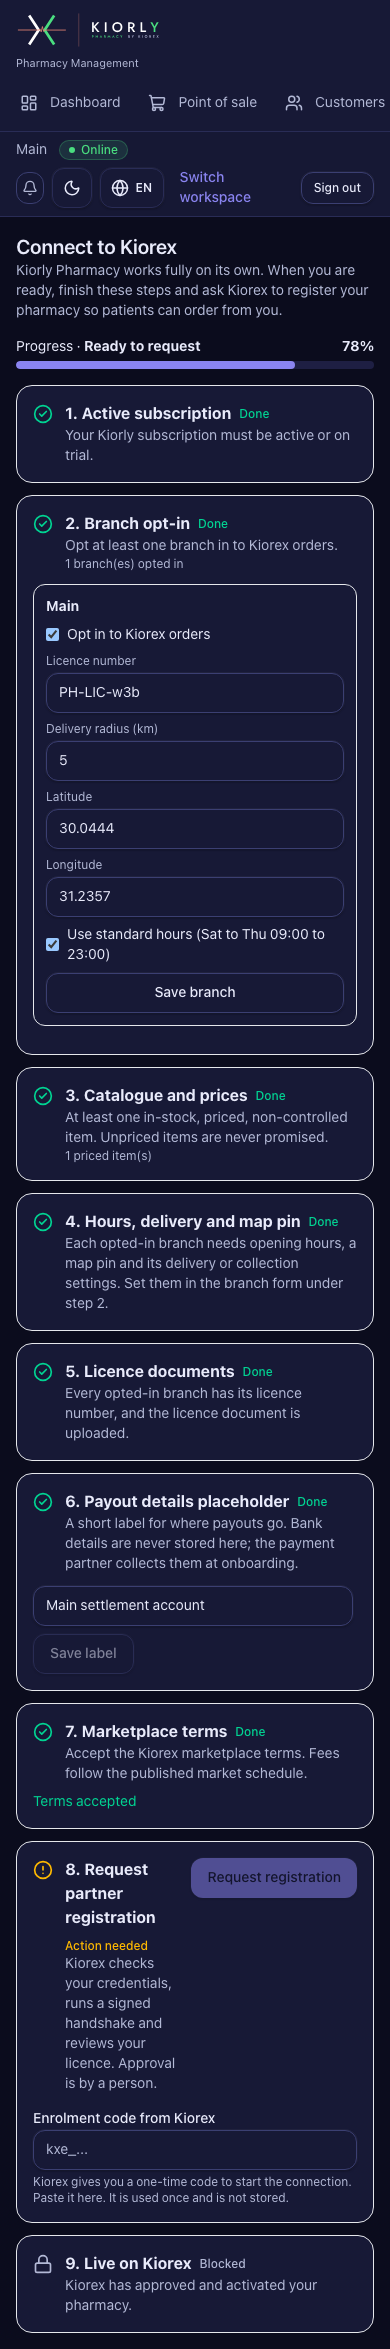 KIORLY
PHARMACY BY KIOREX
Pharmacy Management
Dashboard
Point of sale
Customers
Main
Online
EN
Switch
workspace
Sign out
Connect to Kiorex
Kiorly Pharmacy works fully on its own. When you are
ready, finish these steps and ask Kiorex to register your
pharmacy so patients can order from you.
Progress · Ready to request 78%
1. Active subscription Done
Your Kiorly subscription must be active or on
trial.
2. Branch opt-in Done
Opt at least one branch in to Kiorex orders.
1 branch(es) opted in
Main
Opt in to Kiorex orders
Licence number
PH-LIC-w3b
Delivery radius (km)
5
Latitude
30.0444
Longitude
31.2357
Use standard hours (Sat to Thu 09:00 to
23:00)
Save branch
3. Catalogue and prices Done
At least one in-stock, priced, non-controlled
item. Unpriced items are never promised.
1 priced item(s)
4. Hours, delivery and map pin Done
Each opted-in branch needs opening hours, a
map pin and its delivery or collection
settings. Set them in the branch form under
step 2.
5. Licence documents Done
Every opted-in branch has its licence
number, and the licence document is
uploaded.
6. Payout details placeholder Done
A short label for where payouts go. Bank
details are never stored here; the payment
partner collects them at onboarding.
Main settlement account
Save label
7. Marketplace terms Done
Accept the Kiorex marketplace terms. Fees
follow the published market schedule.
Terms accepted
8. Request
partner
registration
Request registration
Action needed
Kiorex checks
your credentials,
runs a signed
handshake and
reviews your
licence. Approval
is by a person.
Enrolment code from Kiorex
kxe_...
Kiorex gives you a one-time code to start the connection.
Paste it here. It is used once and is not stored.
9. Live on Kiorex Blocked
Kiorex has approved and activated your
pharmacy.